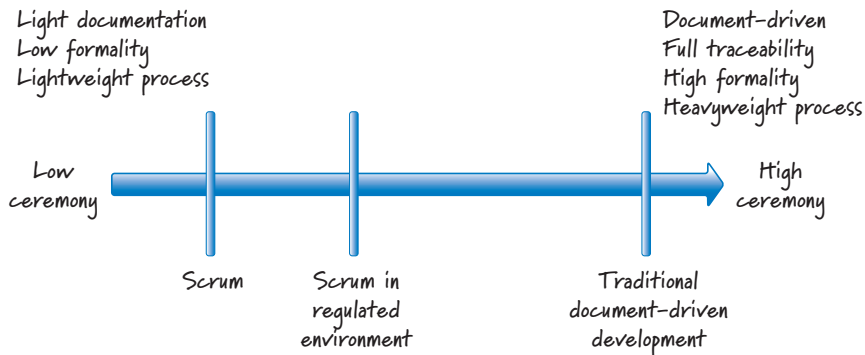 Light documentation
Low formality
Lightweight process
Document-driven
Full traceability
High formality
Heavyweight process
Low
ceremony
High
ceremony
Scrum
Scrum in
regulated
environment
Traditional
document-driven
development